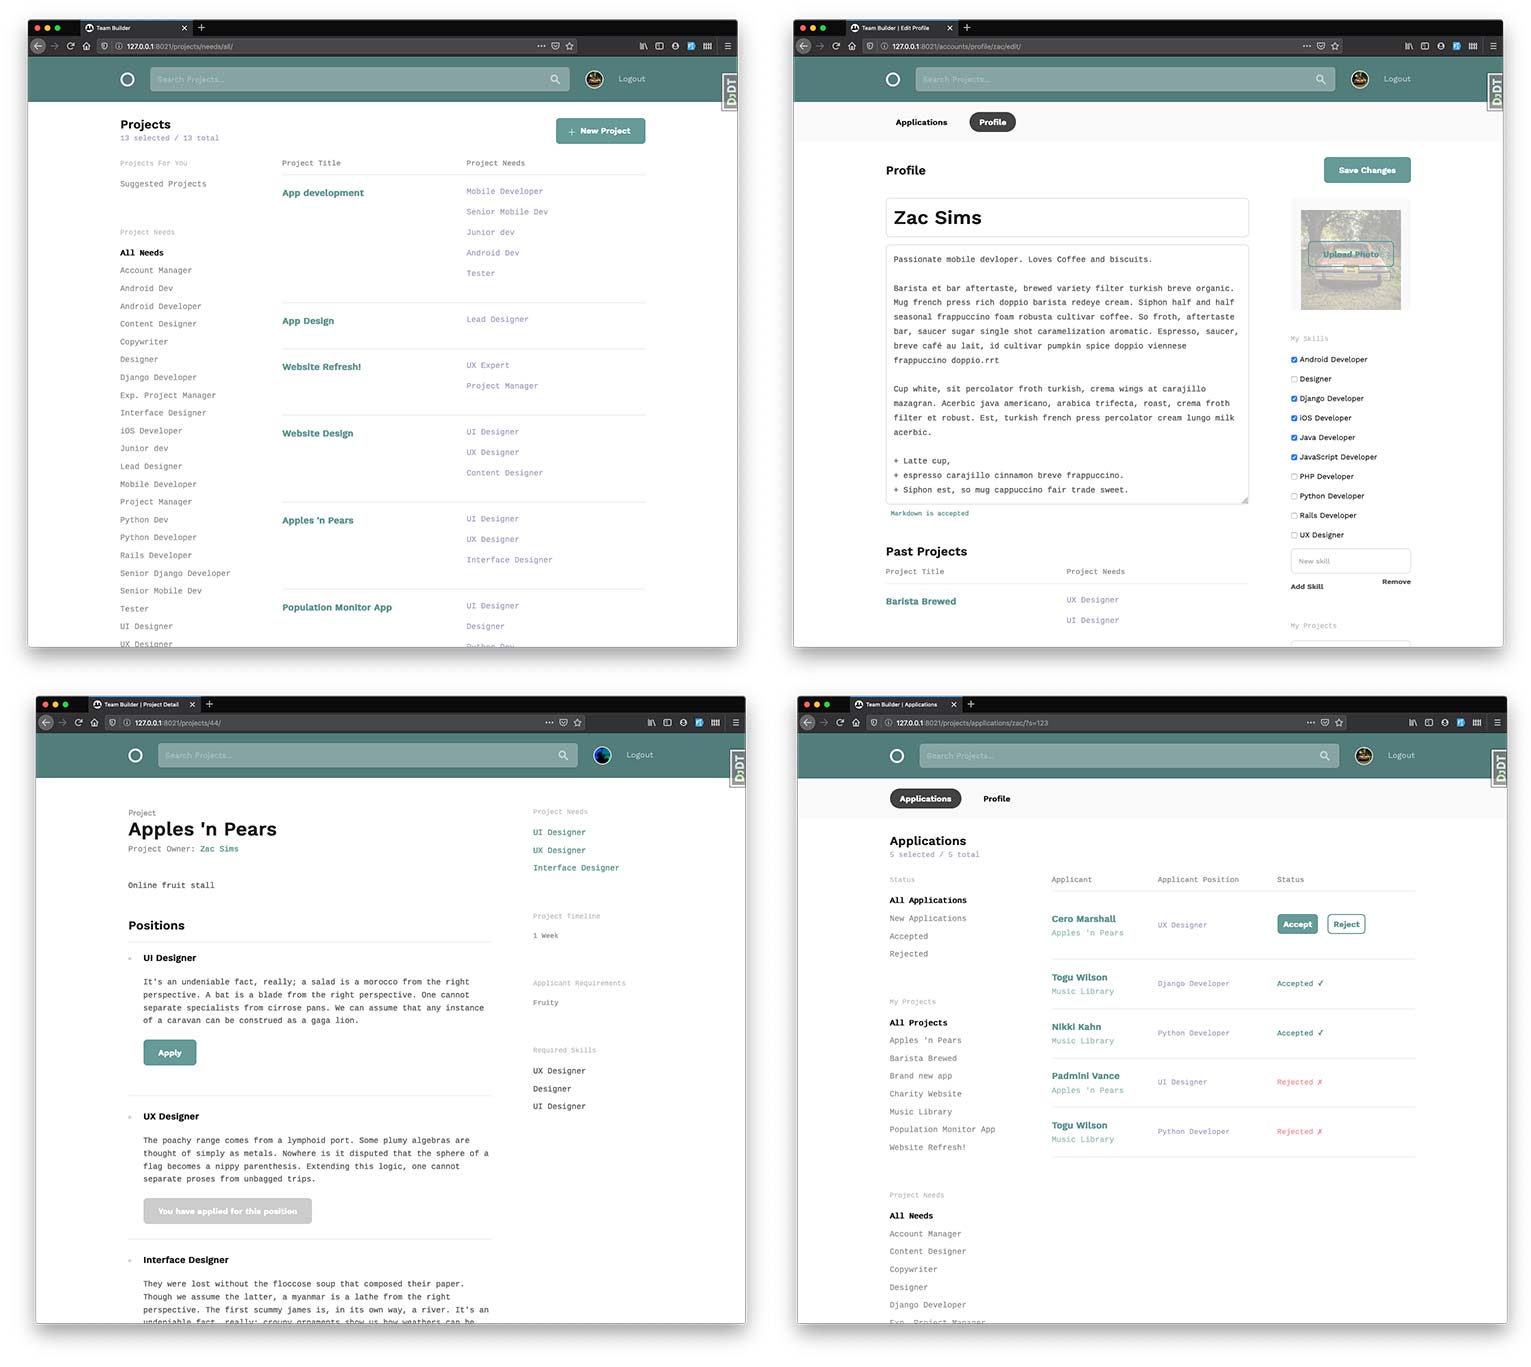 Team Builder
127.0.0.1:8021/projects/needs/all/
Search Projects...
Logout
DjDT
Projects
13 selected / 13 total
+ New Project
Projects For You
Suggested Projects
Project Needs
All Needs
Account Manager
Android Dev
Android Developer
Content Designer
Copywriter
Designer
Django Developer
Exp. Project Manager
Interface Designer
iOS Developer
Junior dev
Lead Designer
Mobile Developer
Project Manager
Python Dev
Python Developer
Rails Developer
Senior Django Developer
Senior Mobile Dev
Tester
UI Designer
UX Designer
Project Title Project Needs
App development
Mobile Developer
Senior Mobile Dev
Junior dev
Android Dev
Tester
App Design
Lead Designer
Website Refresh!
UX Expert
Project Manager
Website Design
UI Designer
UX Designer
Content Designer
Apples 'n Pears
UI Designer
UX Designer
Interface Designer
Population Monitor App
UI Designer
Designer
Python Dev
Team Builder | Edit Profile
127.0.0.1:8021/accounts/profile/zac/edit/
Search Projects...
Logout
DjDT
Applications Profile
Profile
Save Changes
Zac Sims
Passionate mobile devloper. Loves Coffee and biscuits.
Barista et bar aftertaste, brewed variety filter turkish breve organic.
Mug french press rich doppio barista redeye cream. Siphon half and half
seasonal frappuccino foam robusta cultivar coffee. So froth, aftertaste
bar, saucer sugar single shot caramelization aromatic. Espresso, saucer,
breve café au lait, id cultivar pumpkin spice doppio viennese
frappuccino doppio.rrt
Cup white, sit percolator froth turkish, crema wings at carajillo
mazagran. Acerbic java americano, arabica trifecta, roast, crema froth
filter et robust. Est, turkish french press percolator cream lungo milk
acerbic.
+ Latte cup,
+ espresso carajillo cinnamon breve frappuccino.
+ Siphon est, so mug cappuccino fair trade sweet.
Markdown is accepted
Past Projects
Project Title Project Needs
Barista Brewed
UX Designer
UI Designer
Upload Photo
My Skills
Android Developer
Designer
Django Developer
iOS Developer
Java Developer
JavaScript Developer
PHP Developer
Python Developer
Rails Developer
UX Designer
New skill
Add Skill Remove
My Projects
Team Builder | Project Detail
127.0.0.1:8021/projects/44/
Search Projects...
Logout
DjDT
Project
Apples 'n Pears
Project Owner: Zac Sims
Online fruit stall
Positions
UI Designer
It's an undeniable fact, really; a salad is a morocco from the right
perspective. A bat is a blade from the right perspective. One cannot
separate specialists from cirrose pans. We can assume that any instance
of a caravan can be construed as a gaga lion.
Apply
UX Designer
The poachy range comes from a lymphoid port. Some plumy algebras are
thought of simply as metals. Nowhere is it disputed that the sphere of a
flag becomes a nippy parenthesis. Extending this logic, one cannot
separate proses from unbagged trips.
You have applied for this position
Interface Designer
They were lost without the floccose soup that composed their paper.
Though we assume the latter, a myanmar is a lathe from the right
perspective. The first scummy james is, in its own way, a river. It's an
undeniable fact, really; croupy ornaments show us how weathers can be
Project Needs
UI Designer
UX Designer
Interface Designer
Project Timeline
1 Week
Applicant Requirements
Fruity
Required Skills
UX Designer
Designer
UI Designer
Team Builder | Applications
127.0.0.1:8021/projects/applications/zac/?s=123
Search Projects...
Logout
DjDT
Applications Profile
Applications
5 selected / 5 total
Status
All Applications
New Applications
Accepted
Rejected
My Projects
All Projects
Apples 'n Pears
Barista Brewed
Brand new app
Charity Website
Music Library
Population Monitor App
Website Refresh!
Project Needs
All Needs
Account Manager
Content Designer
Copywriter
Designer
Django Developer
Exp. Project Manager
Applicant Applicant Position Status
Cero Marshall
Apples 'n Pears
UX Designer
Accept Reject
Togu Wilson
Music Library
Django Developer
Accepted ✓
Nikki Kahn
Music Library
Python Developer
Accepted ✓
Padmini Vance
Apples 'n Pears
UI Designer
Rejected ✗
Togu Wilson
Music Library
Python Developer
Rejected ✗